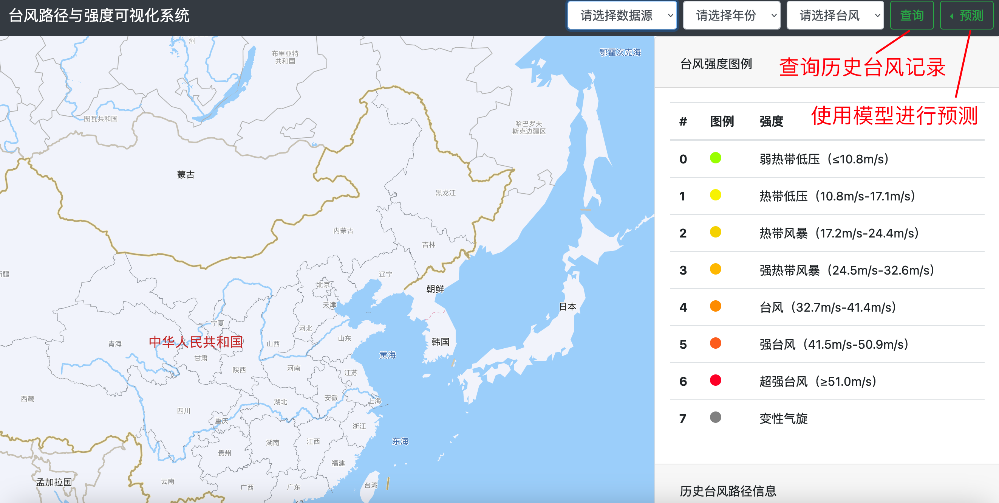 台风路径与强度可视化系统
请选择数据源
请选择年份
请选择台风
查询
预测
州
布里亚特
共和国
鄂霍次克海
台风强度图例
查询历史台风记录
图瓦共和国
哈巴罗夫
斯克边疆区
# 图例 强度
使用模型进行预测
0 弱热带低压（≤10.8m/s）
蒙古
黑龙江
1 热带低压（10.8m/s-17.1m/s）
内蒙古
2 热带风暴（17.2m/s-24.4m/s）
吉林
新疆
辽宁
3 强热带风暴（24.5m/s-32.6m/s）
北京
朝鲜
天津
日本
4 台风（32.7m/s-41.4m/s）
宁夏
河北
青海
中华人民共和国
山西
山东
韩国
5 强台风（41.5m/s-50.9m/s）
甘肃
黄海
陕西
河南
江苏
6 超强台风（≥51.0m/s）
西藏
四川
湖北
安徽
上海
重庆
7 变性气旋
浙江
湖南
江西
东海
贵州
福建
孟加拉国
云南
广西
广东
台湾
历史台风路径信息